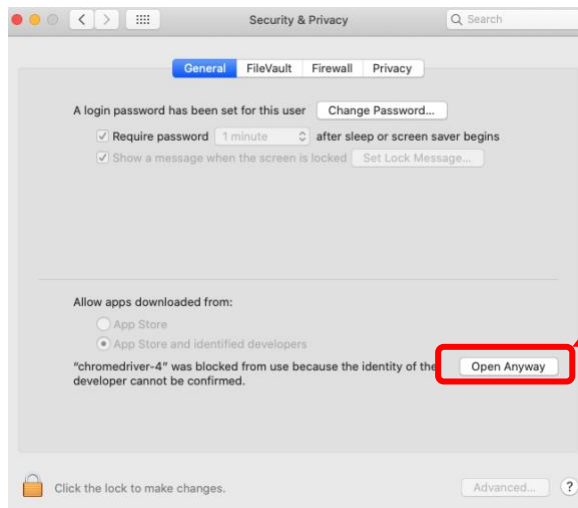 Security & Privacy
Search
General FileVault Firewall Privacy
A login password has been set for this user Change Password...
Require password 1 minute after sleep or screen saver begins
Show a message when the screen is locked Set Lock Message...
Allow apps downloaded from:
App Store
App Store and identified developers
"chromedriver-4" was blocked from use because the identity of the Open Anyway
developer cannot be confirmed.
Click the lock to make changes.
Advanced... ?